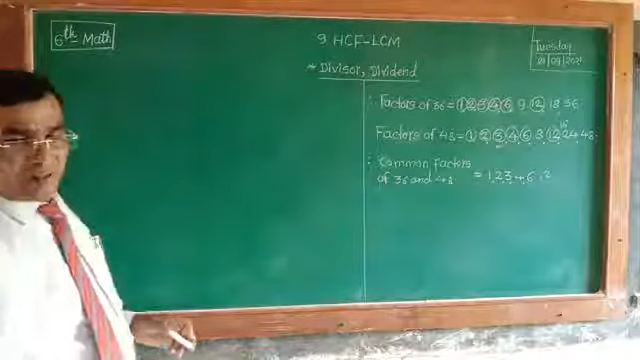 6th Math
9 HCF-LCM
Tuesday
21/09/2021
* Divisor, Dividend
∴ Factors of 36 = 1 2 3 4 6 9 12 18 36
Factors of 48 = 1, 2, 3, 4, 6, 8, 12, 16 24, 48.
∴ Common factors
of 36 and 48 = 1, 2, 3, 4, 6, 12